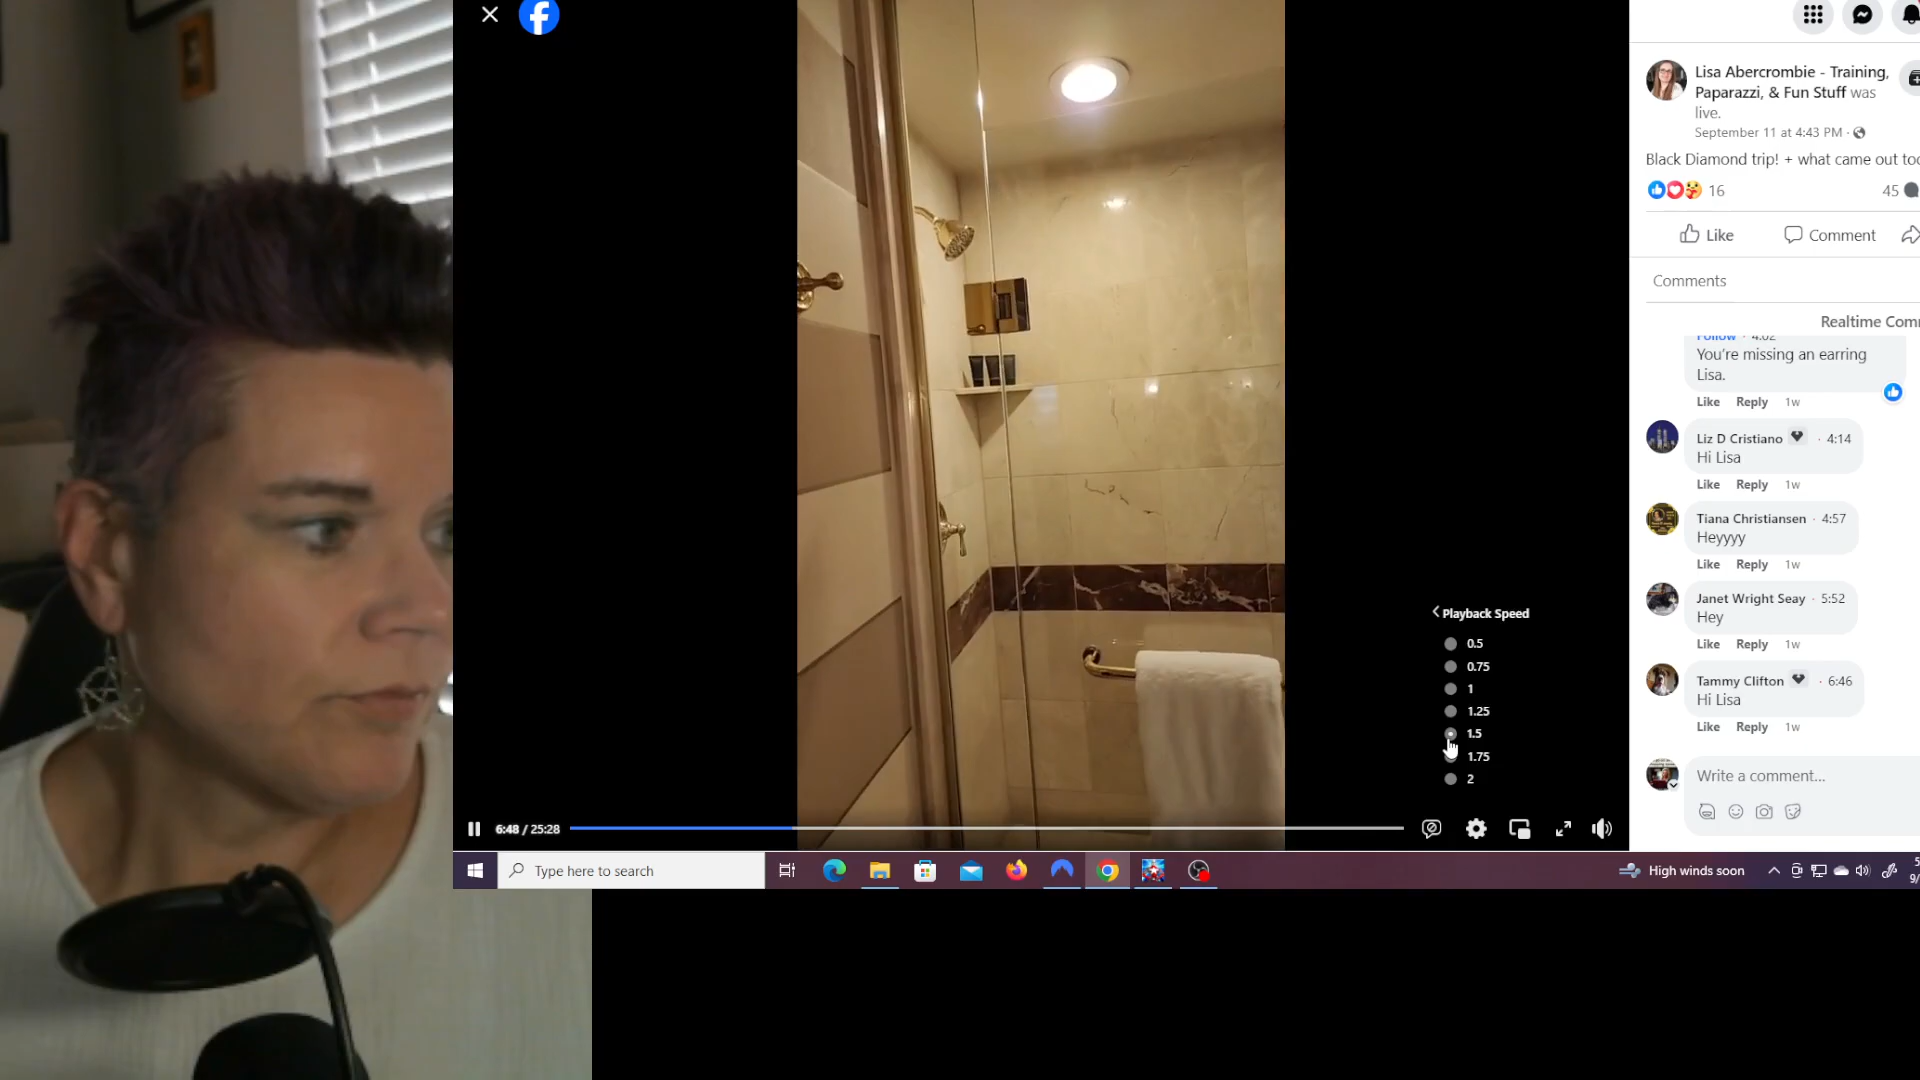 Lisa Abercrombie - Training,
Paparazzi, & Fun Stuff was
live.
September 11 at 4:43 PM ·
Black Diamond trip! + what came out
16
45
Like
Comment
Comments
Realtime
Follow · 4:02
You're missing an earring
Lisa.
Like Reply 1w
Liz D Cristiano · 4:14
Hi Lisa
Like Reply 1w
Tiana Christiansen · 4:57
Heyyyy
Like Reply 1w
Janet Wright Seay · 5:52
Hey
Like Reply 1w
Tammy Clifton · 6:46
Hi Lisa
Like Reply 1w
Write a comment...
Playback Speed
0.5
0.75
1
1.25
1.5
1.75
2
6:48 / 25:28
Type here to search
High winds soon